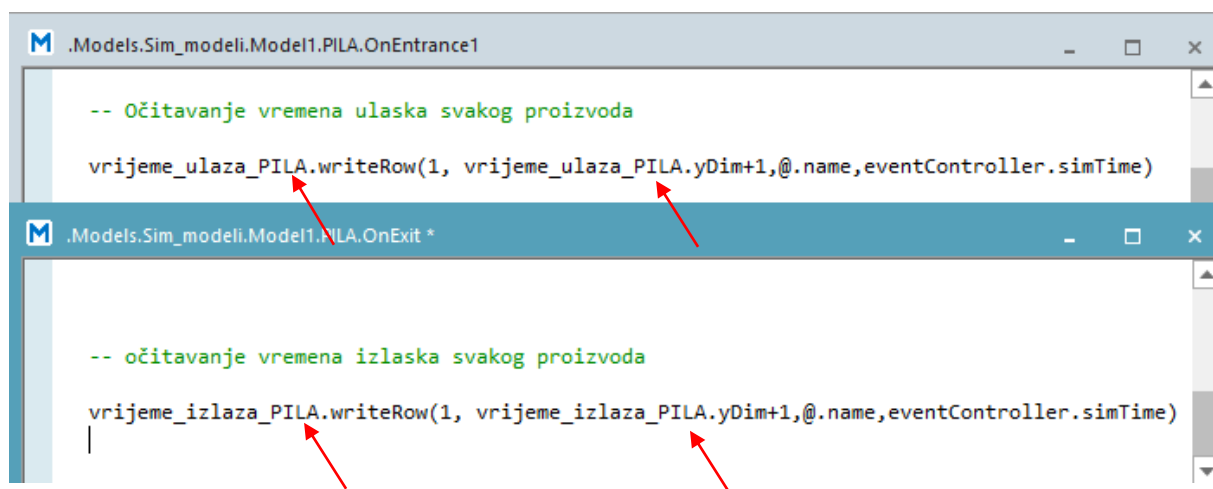 M .Models.Sim_modeli.Model1.PILA.OnEntrance1
-- Očitavanje vremena ulaska svakog proizvoda
vrijeme_ulaza_PILA.writeRow(1, vrijeme_ulaza_PILA.yDim+1,@.name,eventController.simTime)
M .Models.Sim_modeli.Model1.PILA.OnExit *
-- očitavanje vremena izlaska svakog proizvoda
vrijeme_izlaza_PILA.writeRow(1, vrijeme_izlaza_PILA.yDim+1,@.name,eventController.simTime)